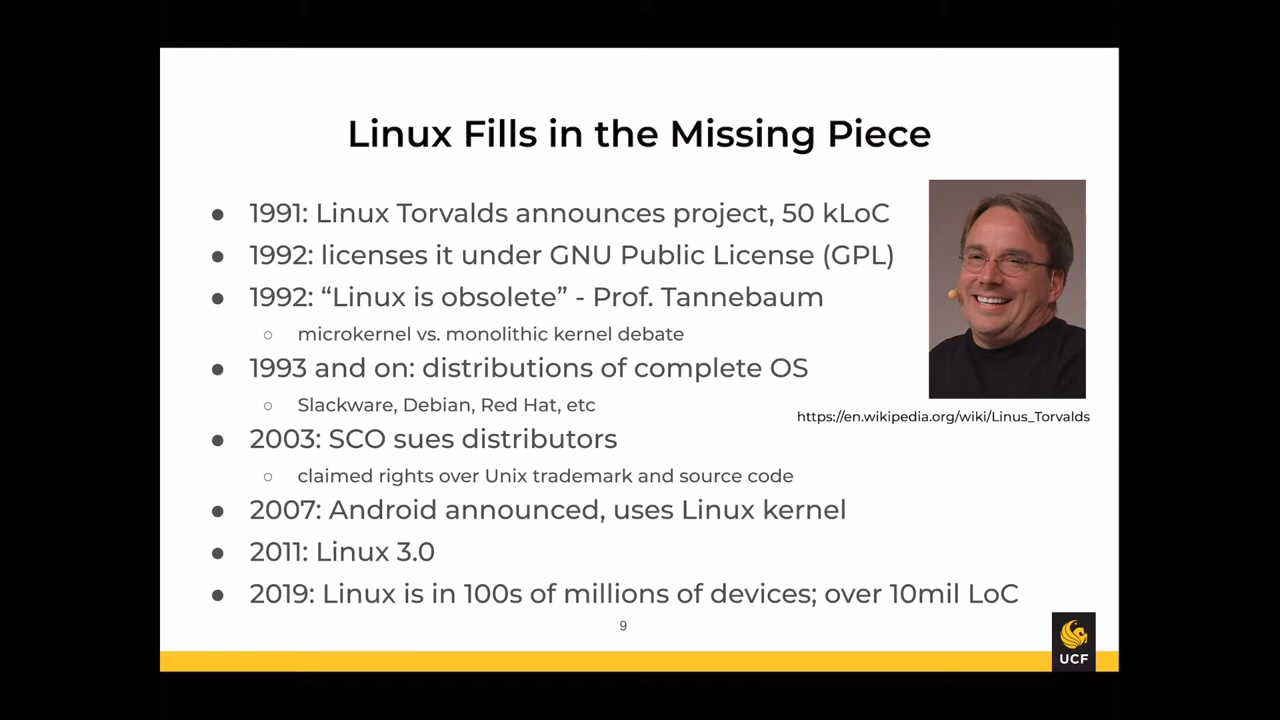 Linux Fills in the Missing Piece
● 1991: Linux Torvalds announces project, 50 kLoC
● 1992: licenses it under GNU Public License (GPL)
● 1992: “Linux is obsolete” - Prof. Tannebaum
○ microkernel vs. monolithic kernel debate
● 1993 and on: distributions of complete OS
○ Slackware, Debian, Red Hat, etc
https://en.wikipedia.org/wiki/Linus_Torvalds
● 2003: SCO sues distributors
○ claimed rights over Unix trademark and source code
● 2007: Android announced, uses Linux kernel
● 2011: Linux 3.0
● 2019: Linux is in 100s of millions of devices; over 10mil LoC
9
UCF